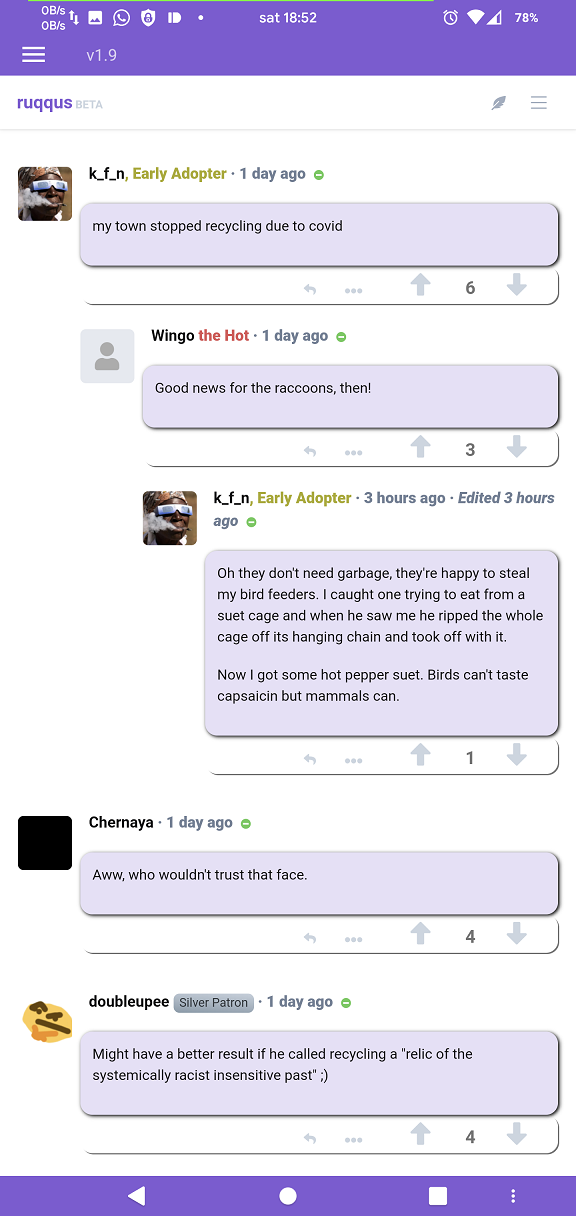 0B/s
0B/s
sat 18:52
78%
v1.9
ruqqus BETA
k_f_n, Early Adopter · 1 day ago
my town stopped recycling due to covid
6
Wingo the Hot · 1 day ago
Good news for the raccoons, then!
3
k_f_n, Early Adopter · 3 hours ago · Edited 3 hours
ago
Oh they don't need garbage, they're happy to steal
my bird feeders. I caught one trying to eat from a
suet cage and when he saw me he ripped the whole
cage off its hanging chain and took off with it.
Now I got some hot pepper suet. Birds can't taste
capsaicin but mammals can.
1
Chernaya · 1 day ago
Aww, who wouldn't trust that face.
4
doubleupee Silver Patron · 1 day ago
Might have a better result if he called recycling a "relic of the
systemically racist insensitive past" ;)
4